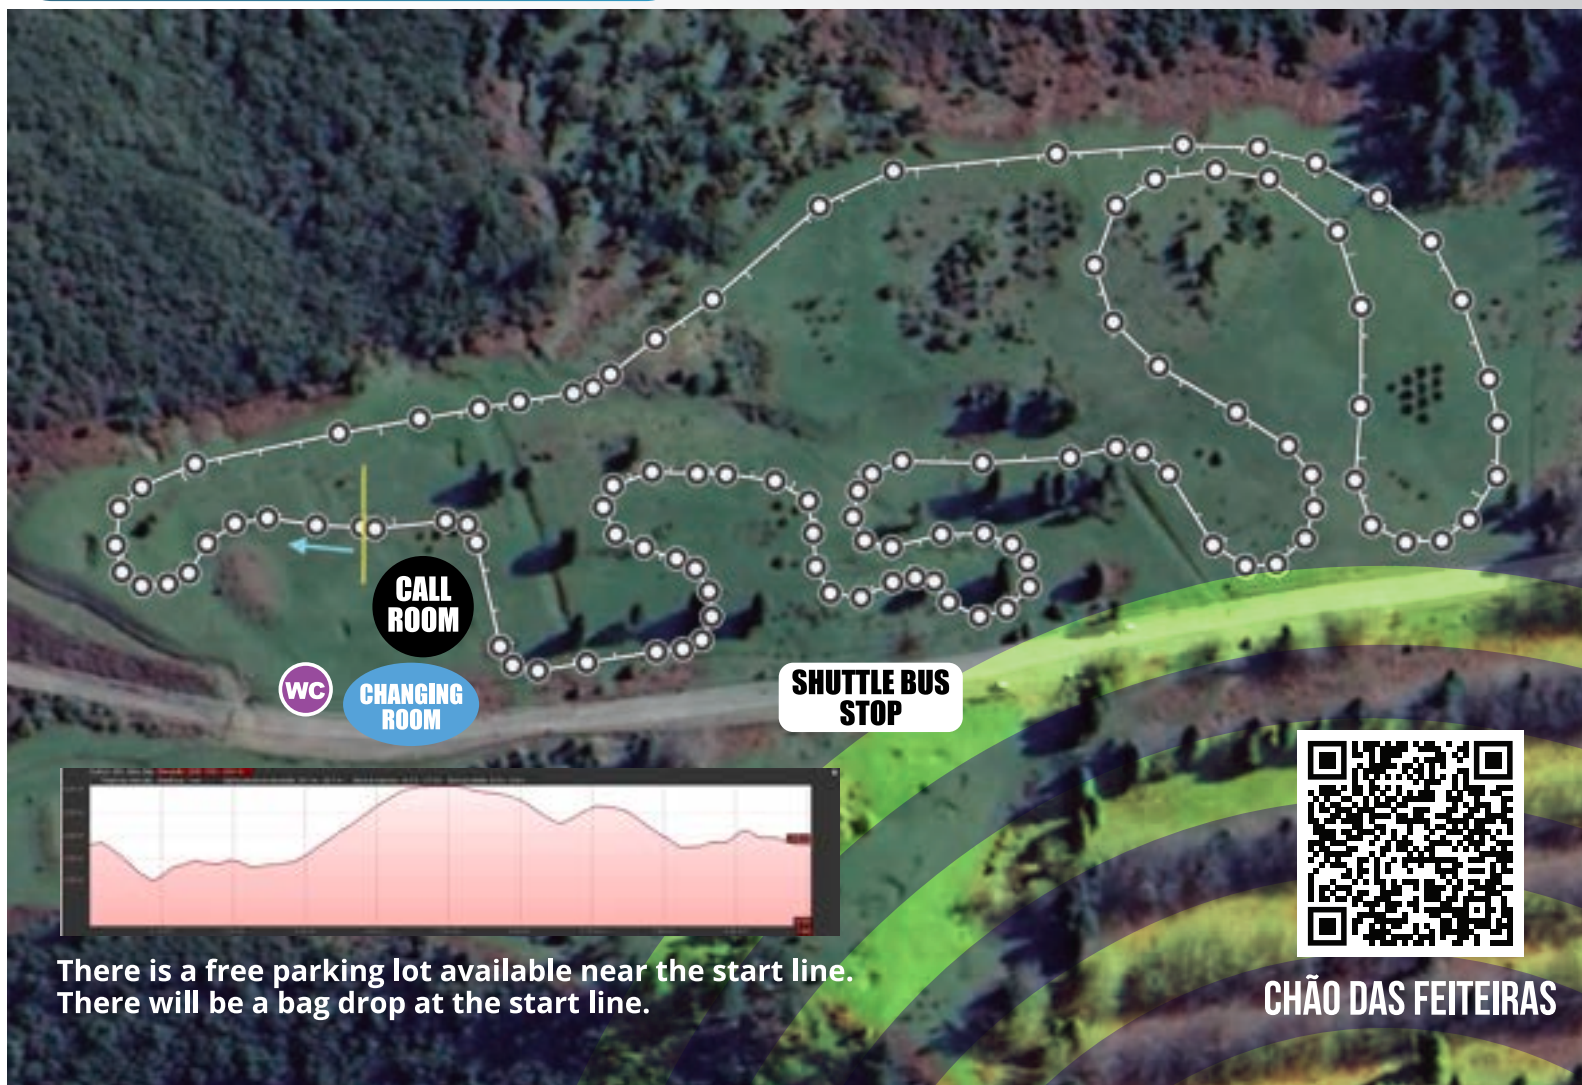 CALL
ROOM
WC
CHANGING
ROOM
SHUTTLE BUS
STOP
There is a free parking lot available near the start line.
There will be a bag drop at the start line.
CHÃO DAS FEITEIRAS